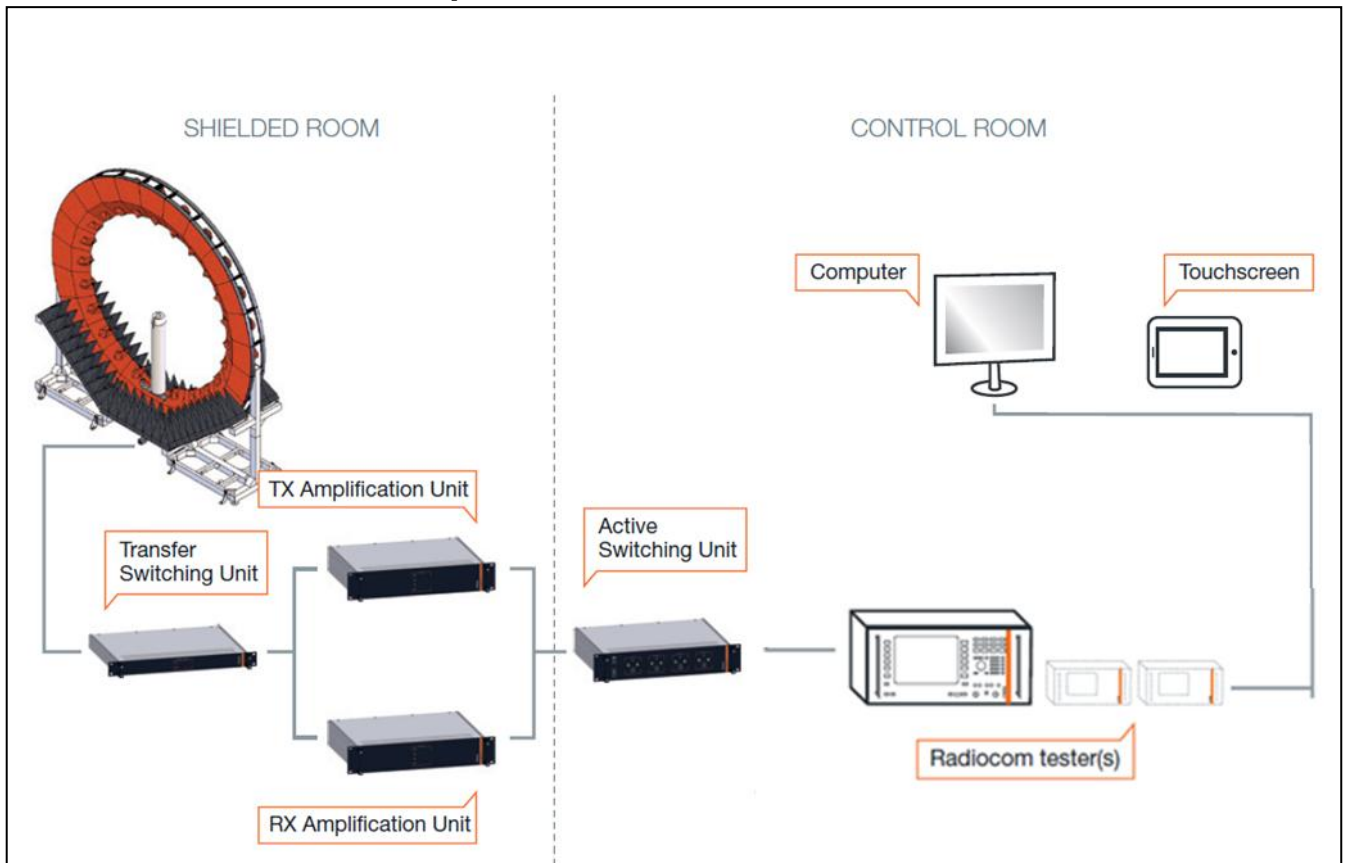 SHIELDED ROOM
CONTROL ROOM
Computer
Touchscreen
TX Amplification Unit
Transfer
Switching Unit
Active
Switching Unit
Radiocom tester(s)
RX Amplification Unit